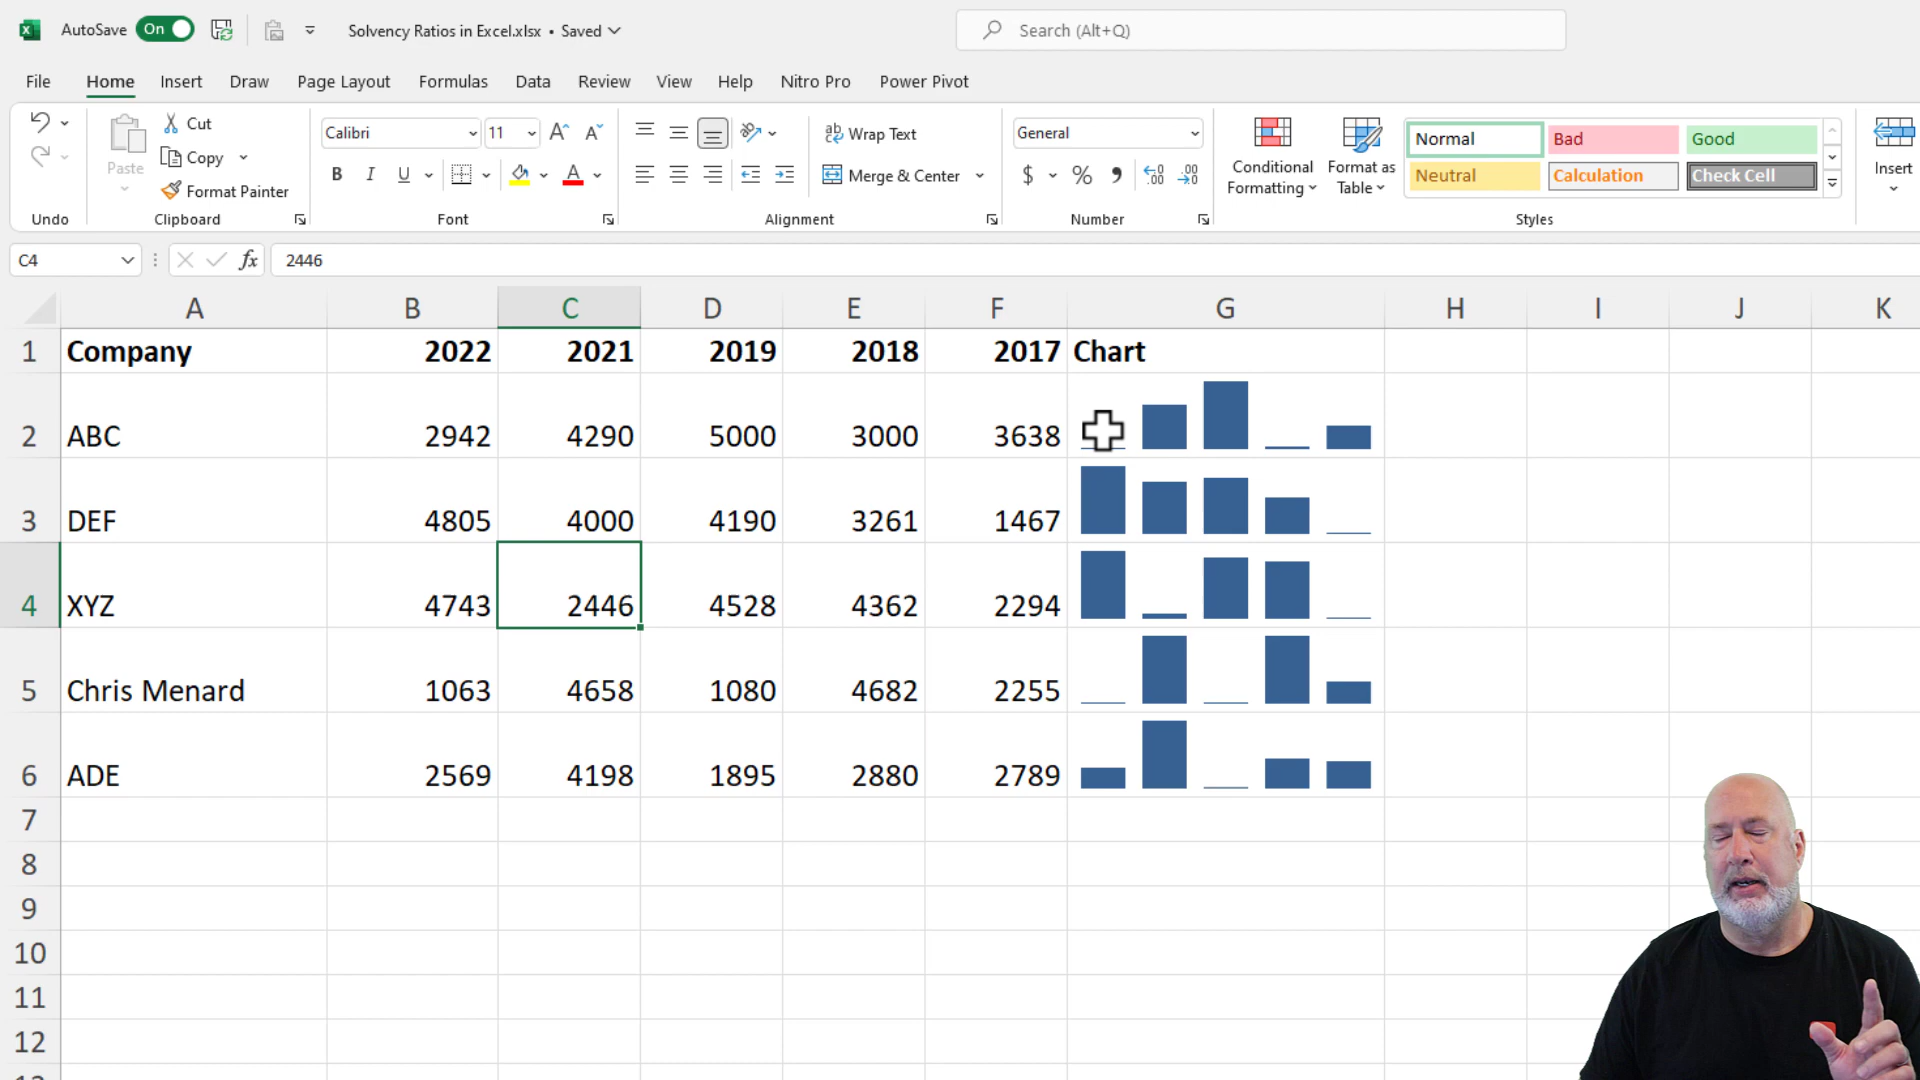 AutoSave On Solvency Ratios in Excel.xlsx • Saved Search (Alt+Q)
File Home Insert Draw Page Layout Formulas Data Review View Help Nitro Pro Power Pivot
Paste Cut Copy Format Painter
Calibri 11
B I U A
ab Wrap Text
Merge & Center
General
$ % 9
Conditional Formatting Format as Table
Normal Bad Good
Neutral Calculation Check Cell
Insert
Undo Clipboard Font Alignment Number Styles
C4 fx 2446
A B C D E F G H I J K
1 Company 2022 2021 2019 2018 2017 Chart
2 ABC 2942 4290 5000 3000 3638
3 DEF 4805 4000 4190 3261 1467
4 XYZ 4743 2446 4528 4362 2294
5 Chris Menard 1063 4658 1080 4682 2255
6 ADE 2569 4198 1895 2880 2789
7
8
9
10
11
12